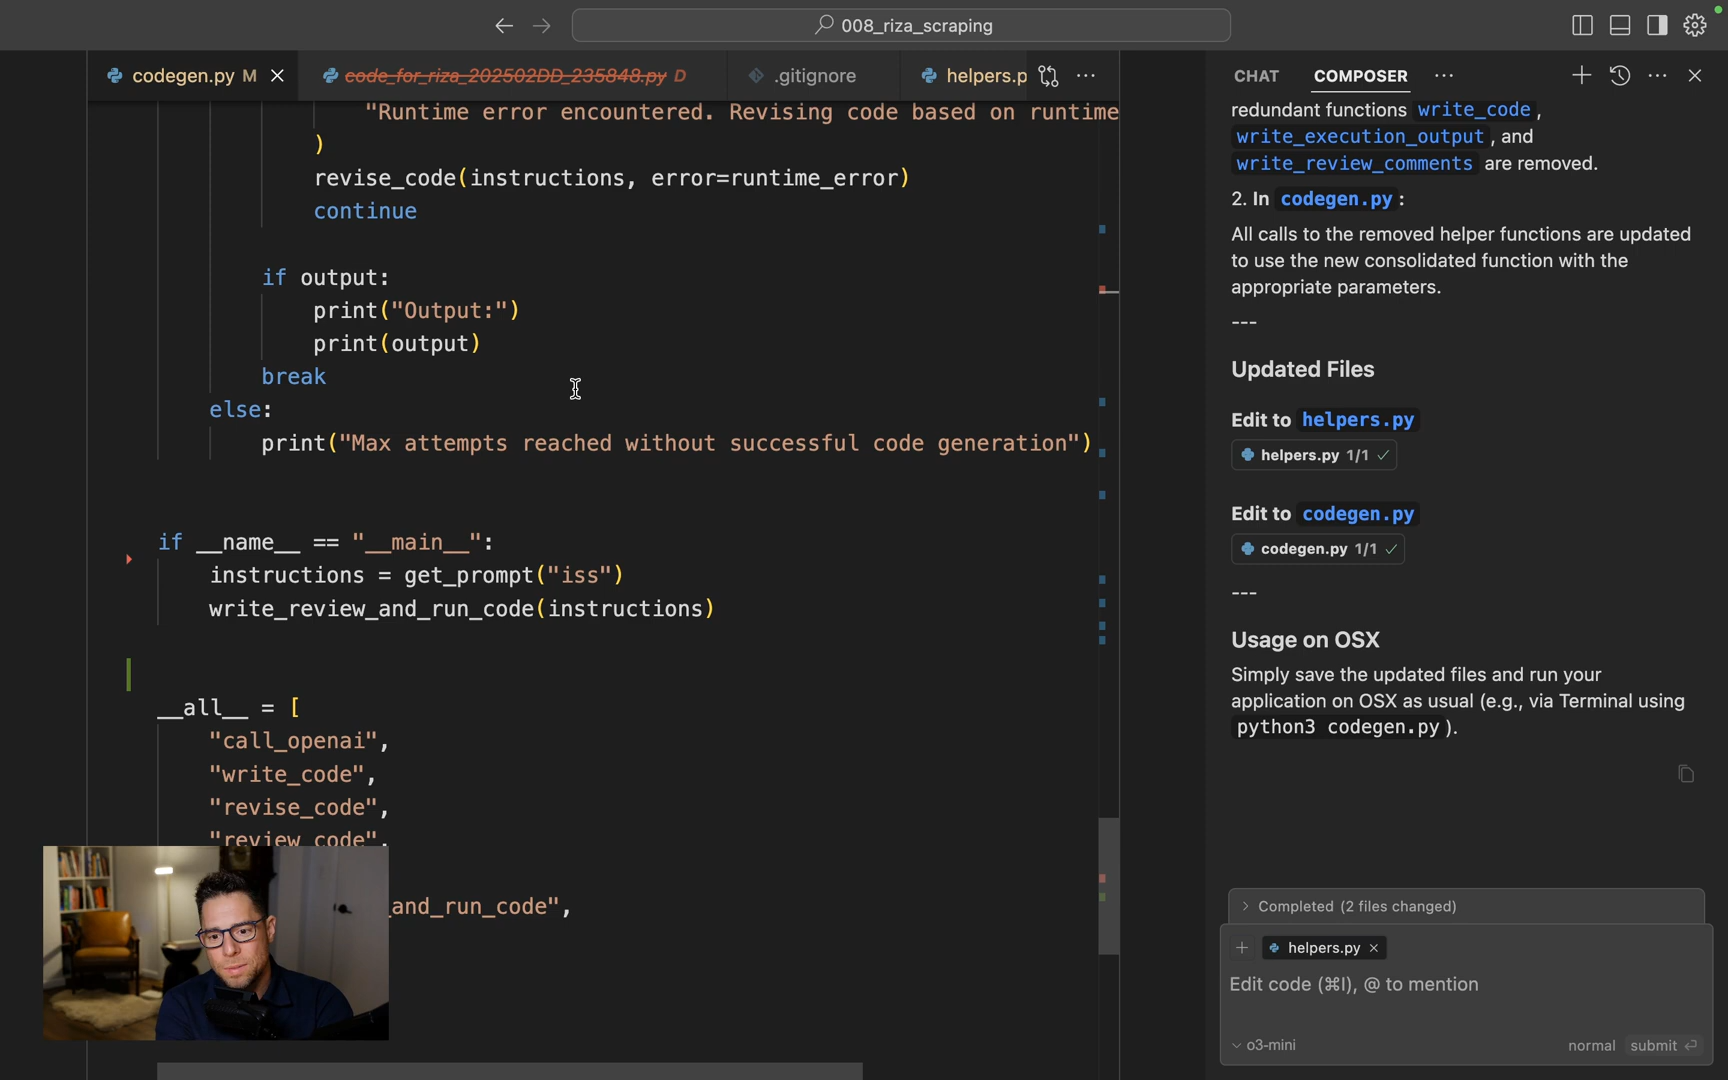 008_riza_scraping
codegen.py M
code_for_riza_202502DD_235848.py D
.gitignore
helpers.p
"Runtime error encountered. Revising code based on runtime
)
revise_code(instructions, error=runtime_error)
continue
if output:
print("Output:")
print(output)
break
else:
print("Max attempts reached without successful code generation")
if __name__ == "__main__":
instructions = get_prompt("iss")
write_review_and_run_code(instructions)
__all__ = [
"call_openai",
"write_code",
"revise_code",
"review_code",
_and_run_code",
CHAT COMPOSER
redundant functions write_code ,
write_execution_output , and
write_review_comments are removed.
2. In codegen.py :
All calls to the removed helper functions are updated
to use the new consolidated function with the
appropriate parameters.
---
Updated Files
Edit to helpers.py
helpers.py 1/1
Edit to codegen.py
codegen.py 1/1
---
Usage on OSX
Simply save the updated files and run your
application on OSX as usual (e.g., via Terminal using
python3 codegen.py ).
Completed (2 files changed)
helpers.py
Edit code (⌘I), @ to mention
o3-mini
normal submit